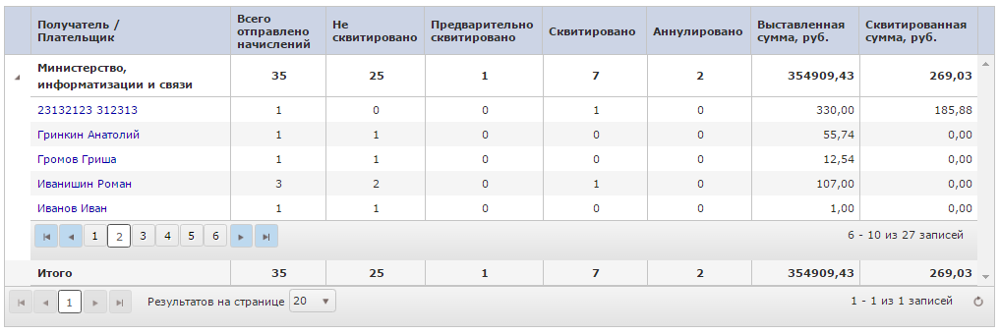 Получатель / Плательщик Всего отправлено начислений Не сквитировано Предварительно сквитировано Сквитировано Аннулировано Выставленная сумма, руб. Сквитированная сумма, руб.
Министерство, информатизации и связи 35 25 1 7 2 354909,43 269,03
23132123 312313 1 0 0 1 0 330,00 185,88
Гринкин Анатолий 1 1 0 0 0 55,74 0,00
Громов Гриша 1 1 0 0 0 12,54 0,00
Иванишин Роман 3 2 0 1 0 107,00 0,00
Иванов Иван 1 1 0 0 0 1,00 0,00
1 2 3 4 5 6 6 - 10 из 27 записей
Итого 35 25 1 7 2 354909,43 269,03
1 Результатов на странице 20 1 - 1 из 1 записей